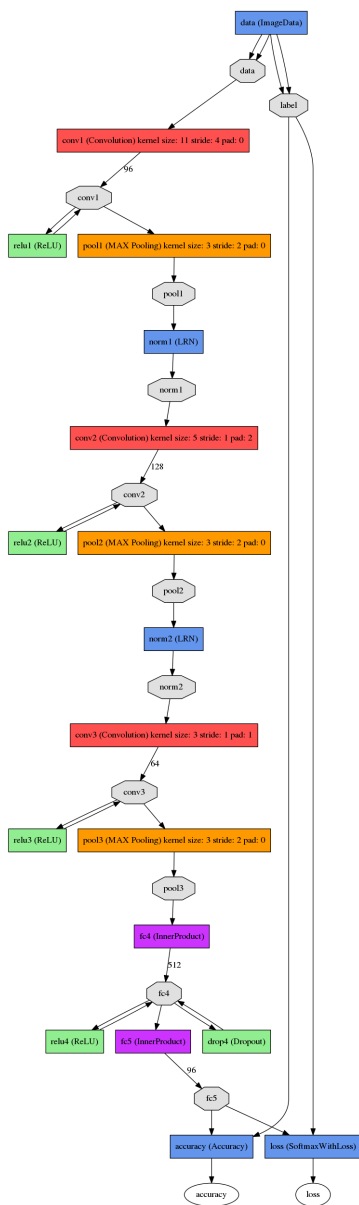 data (ImageData)
data
label
conv1 (Convolution) kernel size: 11 stride: 4 pad: 0
96
conv1
relu1 (ReLU)
pool1 (MAX Pooling) kernel size: 3 stride: 2 pad: 0
pool1
norm1 (LRN)
norm1
conv2 (Convolution) kernel size: 5 stride: 1 pad: 2
128
conv2
relu2 (ReLU)
pool2 (MAX Pooling) kernel size: 3 stride: 2 pad: 0
pool2
norm2 (LRN)
norm2
conv3 (Convolution) kernel size: 3 stride: 1 pad: 1
64
conv3
relu3 (ReLU)
pool3 (MAX Pooling) kernel size: 3 stride: 2 pad: 0
pool3
fc4 (InnerProduct)
512
fc4
relu4 (ReLU)
fc5 (InnerProduct)
drop4 (Dropout)
96
fc5
accuracy (Accuracy)
loss (SoftmaxWithLoss)
accuracy
loss